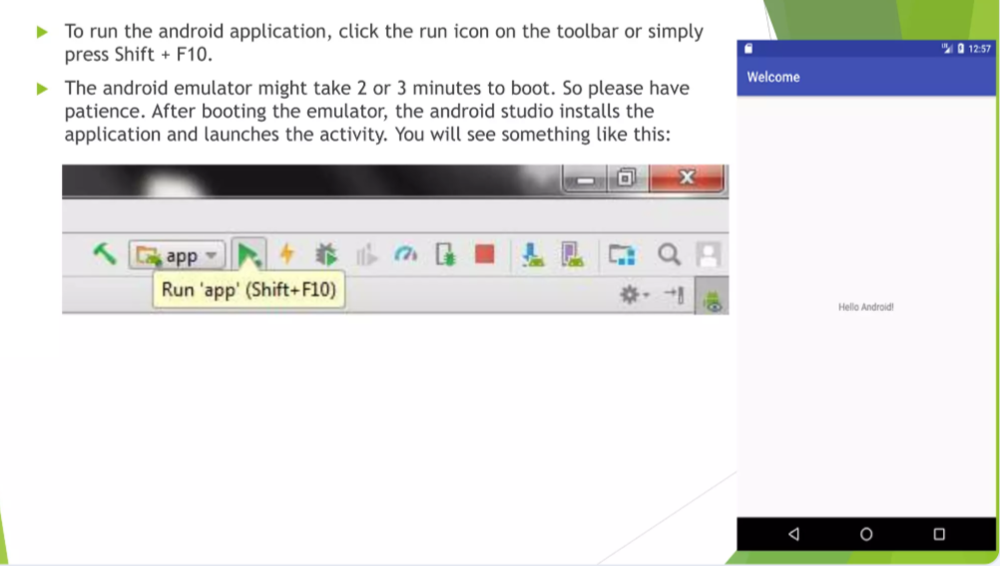 To run the android application, click the run icon on the toolbar or simply
press Shift + F10.
The android emulator might take 2 or 3 minutes to boot. So please have
patience. After booting the emulator, the android studio installs the
application and launches the activity. You will see something like this:
app
Run 'app' (Shift+F10)
12:57
Welcome
Hello Android!